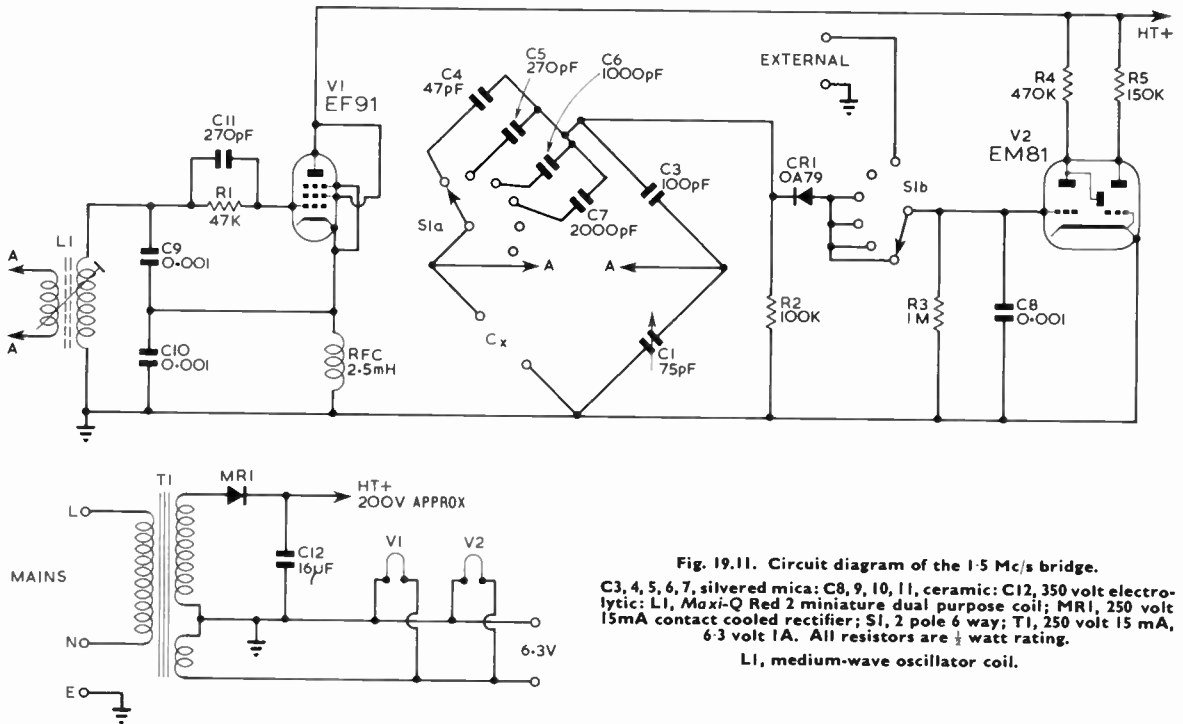 HT+
C4
47pF
C5
270pF
C6
1000pF
EXTERNAL
R4
470K
R5
150K
V1
EF91
C11
270pF
R1
47K
V2
EM81
CR1
OA79
C3
100pF
S1b
S1a
C7
2000pF
L1
A
A
C9
0·001
A
A
R2
100K
R3
1M
C8
0·001
C10
0·001
RFC
2·5mH
Cx
C1
75pF
T1
MR1
HT+
200V APPROX
L
C12
16µF
V1
V2
MAINS
N
6·3V
E
Fig. 19.11. Circuit diagram of the 1·5 Mc/s bridge.
C3, 4, 5, 6, 7, silvered mica: C8, 9, 10, 11, ceramic: C12, 350 volt electro-
lytic: L1, Maxi-Q Red 2 miniature dual purpose coil; MR1, 250 volt
15mA contact cooled rectifier; S1, 2 pole 6 way; T1, 250 volt 15 mA,
6·3 volt 1A. All resistors are ½ watt rating.
L1, medium-wave oscillator coil.